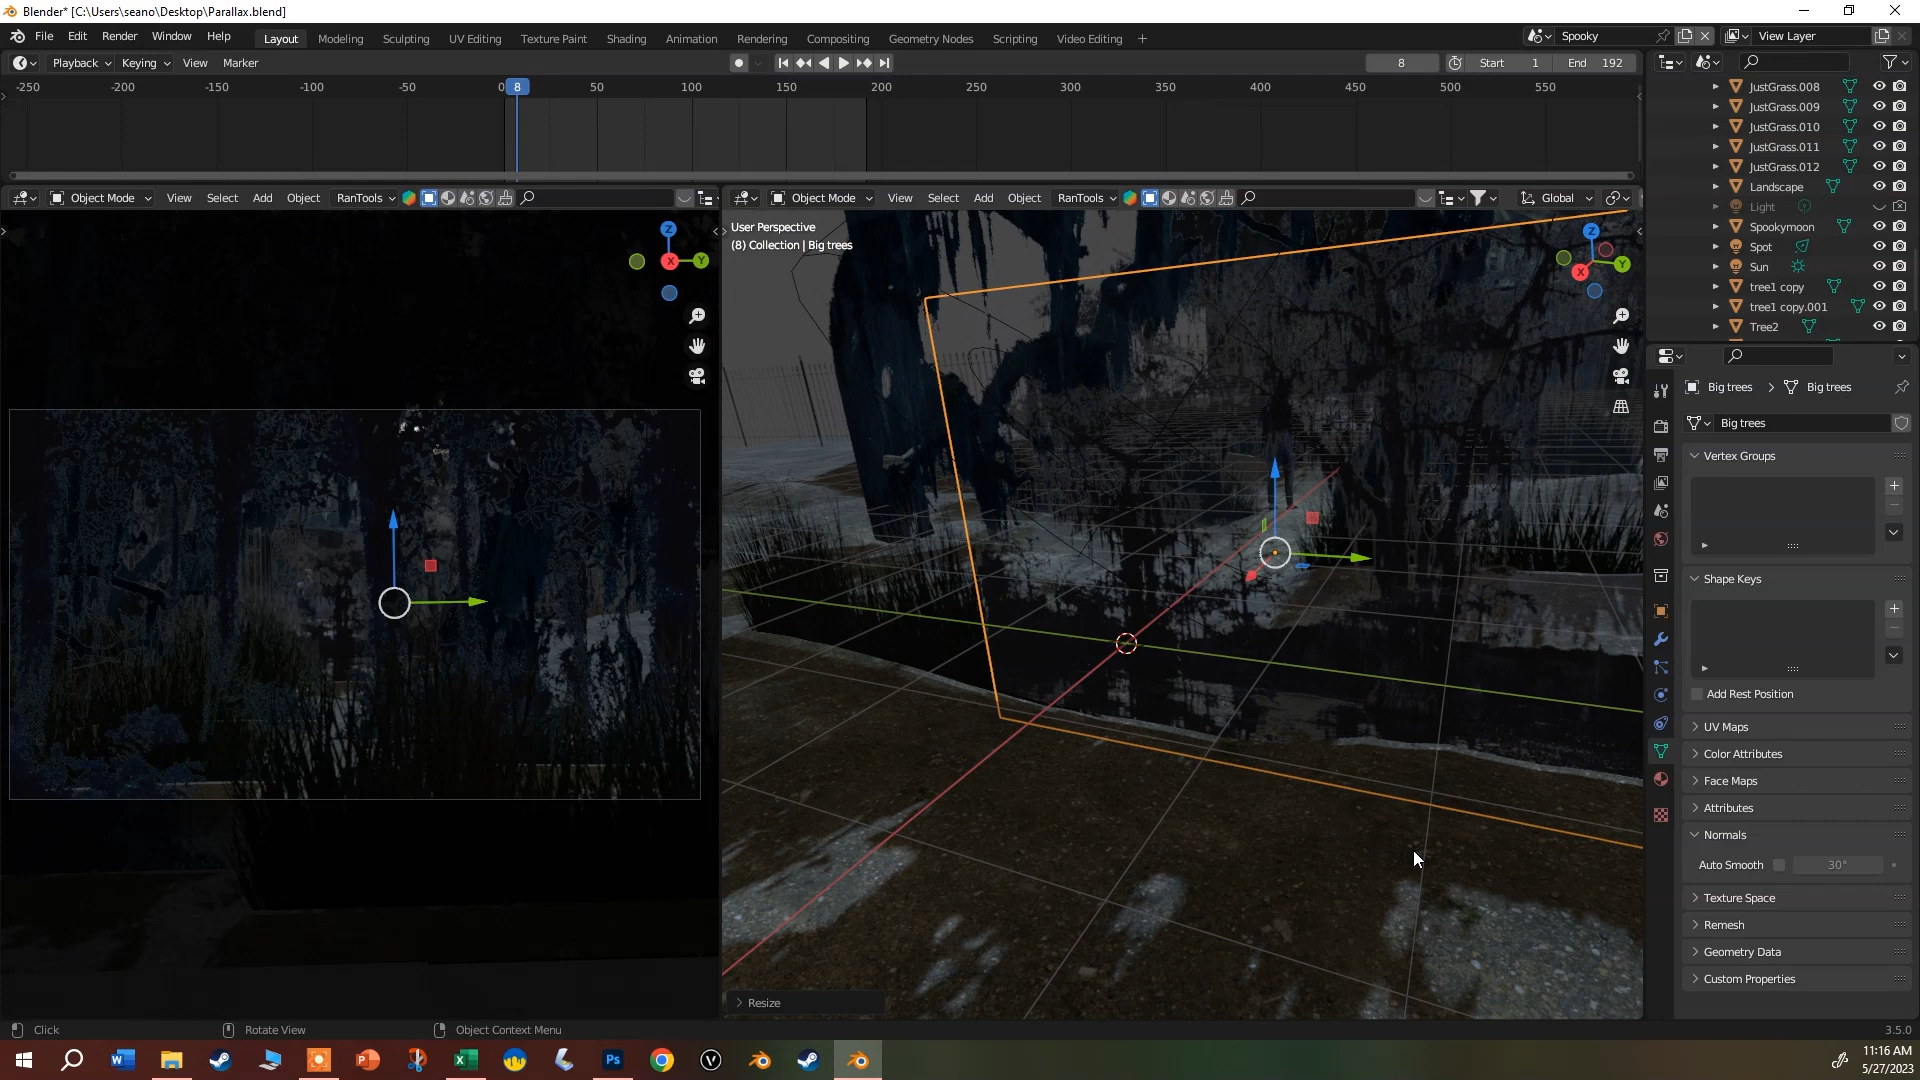 Blender* [C:\Users\seano\Desktop\Parallax.blend]
File Edit Render Window Help Layout Modeling Sculpting UV Editing Texture Paint Shading Animation Rendering Compositing Geometry Nodes Scripting Video Editing + Spooky View Layer
Playback Keying View Marker 8 Start 1 End 192
-250 -200 -150 -100 -50 0 8 50 100 150 200 250 300 350 400 450 500 550
JustGrass.008
JustGrass.009
JustGrass.010
JustGrass.011
JustGrass.012
Landscape
Light
Spookymoon
Spot
Sun
tree1 copy
tree1 copy.001
Tree2
Object Mode View Select Add Object RanTools
Object Mode View Select Add Object RanTools Global
User Perspective
(8) Collection | Big trees
Z
X
Y
Z
X
Y
Big trees > Big trees
Big trees
Vertex Groups
Shape Keys
Add Rest Position
UV Maps
Color Attributes
Face Maps
Attributes
Normals
Auto Smooth 30°
Texture Space
Remesh
Geometry Data
Custom Properties
Resize
Click Rotate View Object Context Menu 3.5.0
11:16 AM
5/27/2023